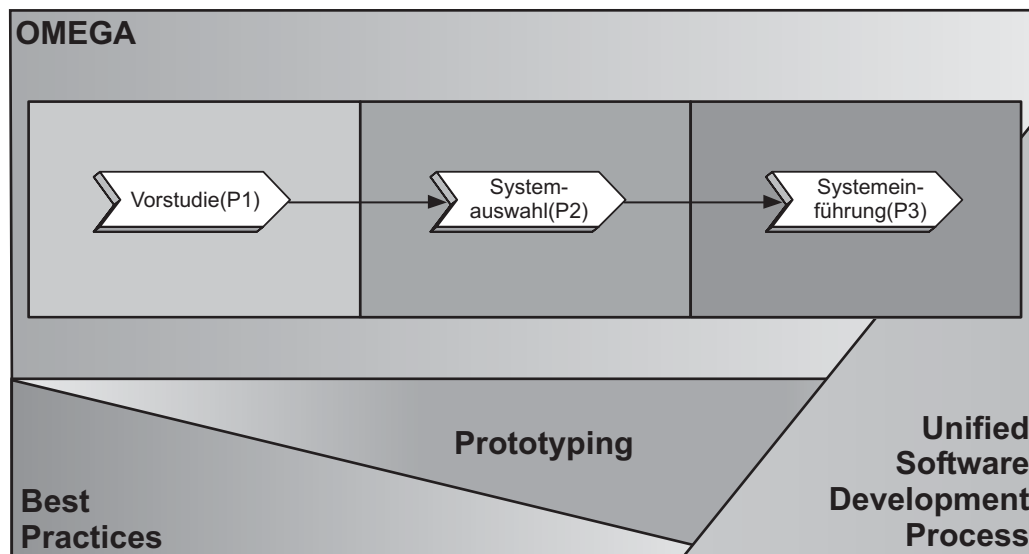 OMEGA
Vorstudie(P1)
System-
auswahl(P2)
Systemein-
führung(P3)
Prototyping
Best
Practices
Unified
Software
Development
Process